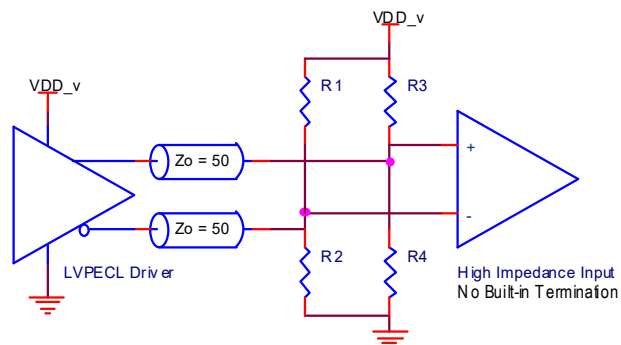 VDD_v
VDD_v
R1
R3
Zo = 50
+
Zo = 50
-
R2
R4
LVPECL Driver
High Impedance Input
No Built-in Termination